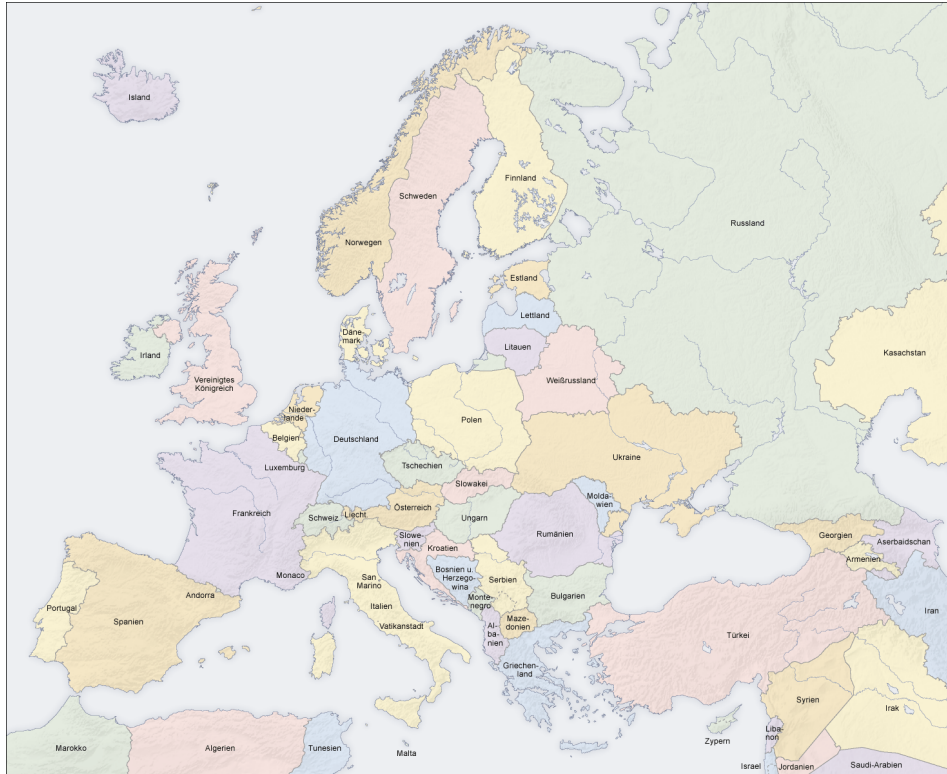 Island
Finnland
Schweden
Russland
Norwegen
Estland
Lettland
Däne
mark
Litauen
Irland
Kasachstan
Weißrussland
Vereinigtes
Königreich
Nieder-
lande
Polen
Belgien
Deutschland
Ukraine
Tschechien
Luxemburg
Slowakei
Molda-
wien
Österreich
Frankreich
Liecht.
Schweiz
Ungarn
Rumänien
Georgien
Aserbaidschan
Slowe-
nien
Kroatien
Armenien
Bosnien u.
Herzego-
wina
Monaco
San
Marino
Serbien
Andorra
Monte-
negro
Bulgarien
Portugal
Italien
Iran
Spanien
Vatikanstadt
Maze-
donien
Al-
ba-
nien
Türkei
Griechen-
land
Syrien
Irak
Liba-
non
Zypern
Marokko
Algerien
Tunesien
Malta
Israel
Jordanien
Saudi-Arabien